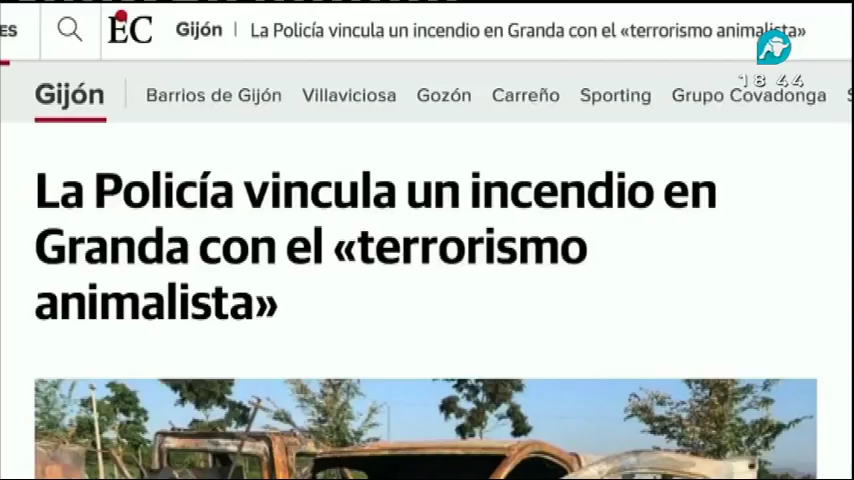 ES
EC
Gijón | La Policía vincula un incendio en Granda con el «terrorismo animalista»
18 44
Gijón
Barrios de Gijón Villaviciosa Gozón Carreño Sporting Grupo Covadonga
La Policía vincula un incendio en
Granda con el «terrorismo
animalista»